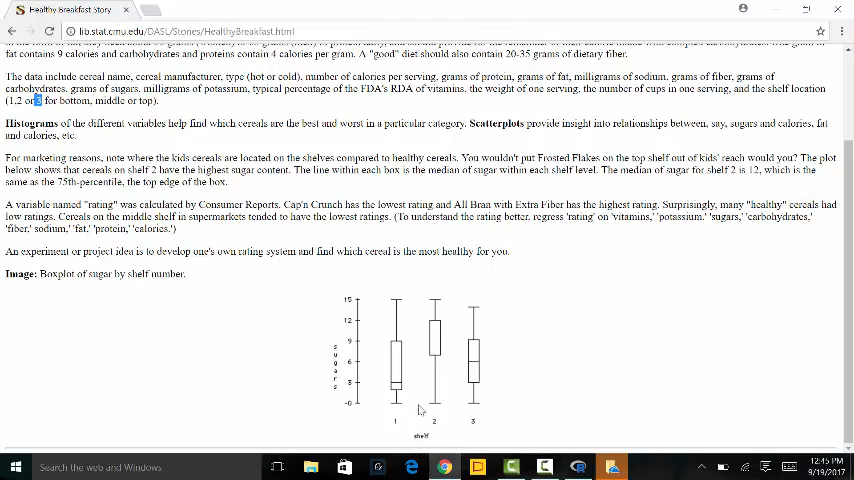 Healthy Breakfast Story
lib.stat.cmu.edu/DASL/Stories/HealthyBreakfast.html
fat contains 9 calories and carbohydrates and proteins contain 4 calories per gram. A "good" diet should also contain 20-35 grams of dietary fiber.
The data include cereal name, cereal manufacturer, type (hot or cold), number of calories per serving, grams of protein, grams of fat, milligrams of sodium, grams of fiber, grams of
carbohydrates, grams of sugars, milligrams of potassium, typical percentage of the FDA's RDA of vitamins, the weight of one serving, the number of cups in one serving, and the shelf location
(1,2 or 3 for bottom, middle or top).
Histograms of the different variables help find which cereals are the best and worst in a particular category. Scatterplots provide insight into relationships between, say, sugars and calories, fat
and calories, etc.
For marketing reasons, note where the kids cereals are located on the shelves compared to healthy cereals. You wouldn't put Frosted Flakes on the top shelf out of kids' reach would you? The plot
below shows that cereals on shelf 2 have the highest sugar content. The line within each box is the median of sugar within each shelf level. The median of sugar for shelf 2 is 12, which is the
same as the 75th-percentile, the top edge of the box.
A variable named "rating" was calculated by Consumer Reports. Cap'n Crunch has the lowest rating and All Bran with Extra Fiber has the highest rating. Surprisingly, many "healthy" cereals had
low ratings. Cereals on the middle shelf in supermarkets tended to have the lowest ratings. (To understand the rating better, regress 'rating' on 'vitamins,' 'potassium.' 'sugars,' 'carbohydrates,'
'fiber,' sodium,' 'fat,' 'protein,' 'calories.')
An experiment or project idea is to develop one's own rating system and find which cereal is the most healthy for you.
Image: Boxplot of sugar by shelf number.
15
12
9
6
3
-0
sugars
1 2 3
shelf
Search the web and Windows
12:45 PM
9/19/2017